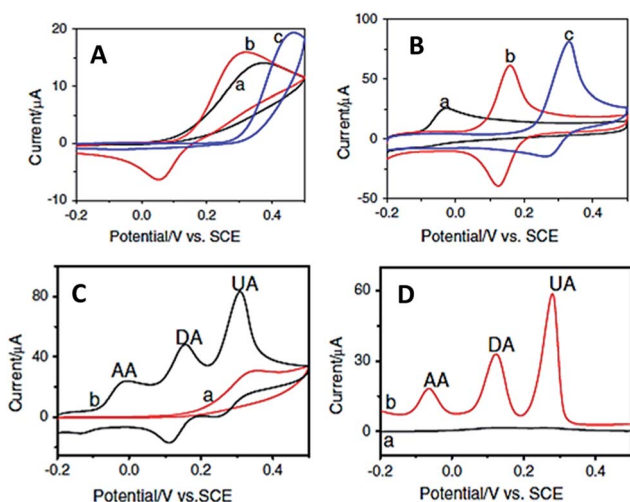 A
a
b
c
20
10
0
-10
-0.2
0.0
0.2
0.4
Current/μA
Potential/V vs. SCE
B
a
b
c
100
50
0
-50
-0.2
0.0
0.2
0.4
Current/μA
Potential/V vs. SCE
C
AA
DA
UA
a
b
80
40
0
-0.2
0.0
0.2
0.4
Current/μA
Potential/V vs.SCE
D
AA
DA
UA
b
a
60
30
0
-0.2
0.0
0.2
0.4
Current/μA
Potential/V vs.SCE